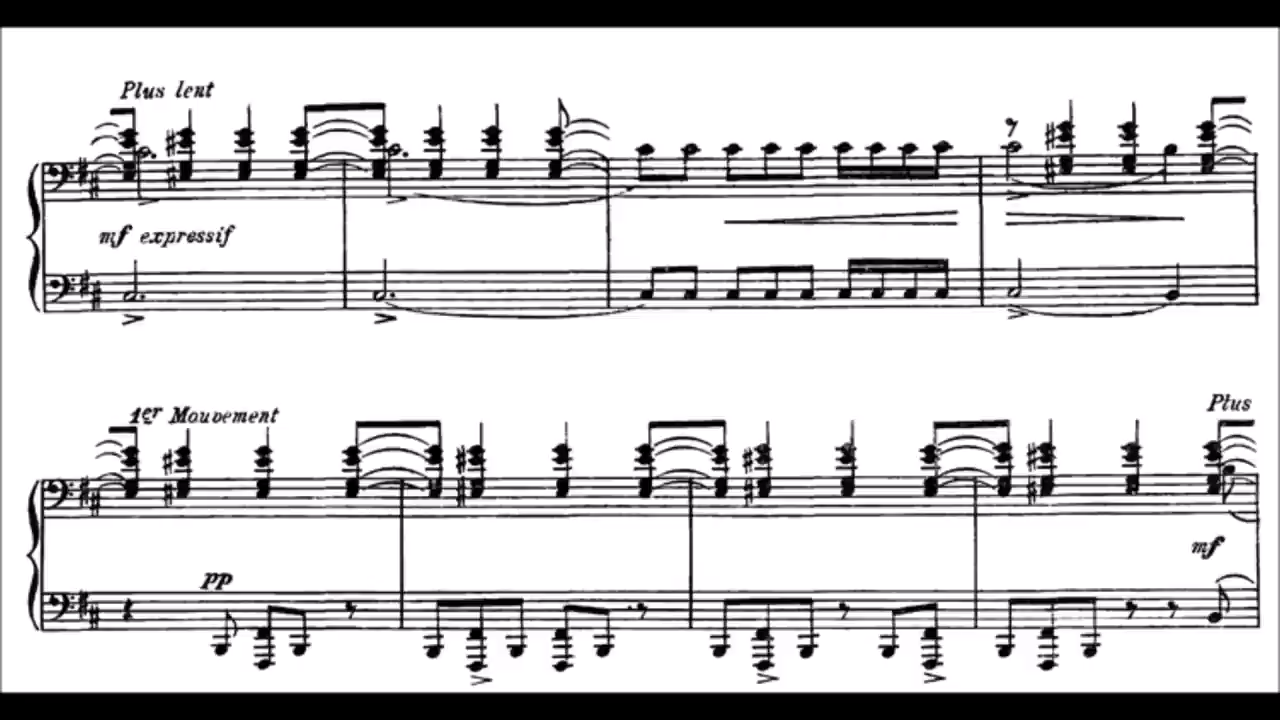 Plus lent
mf expressif
1er Mouvement
Plus
pp
mf